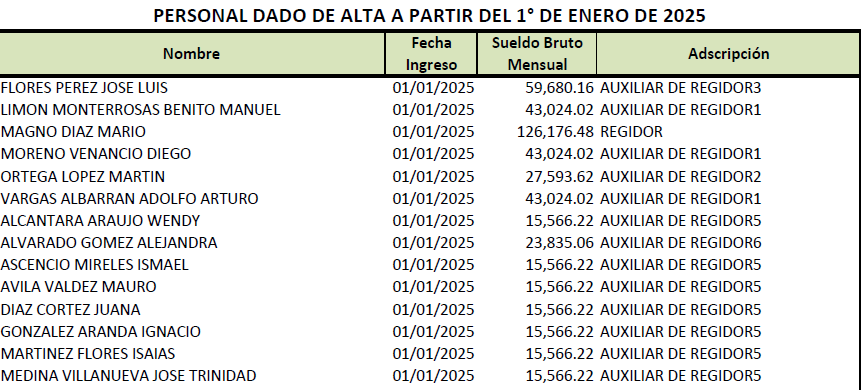 PERSONAL DADO DE ALTA A PARTIR DEL 1° DE ENERO DE 2025
Nombre Fecha Ingreso Sueldo Bruto Mensual Adscripción
FLORES PEREZ JOSE LUIS 01/01/2025 59,680.16 AUXILIAR DE REGIDOR3
LIMON MONTERROSAS BENITO MANUEL 01/01/2025 43,024.02 AUXILIAR DE REGIDOR1
MAGNO DIAZ MARIO 01/01/2025 126,176.48 REGIDOR
MORENO VENANCIO DIEGO 01/01/2025 43,024.02 AUXILIAR DE REGIDOR1
ORTEGA LOPEZ MARTIN 01/01/2025 27,593.62 AUXILIAR DE REGIDOR2
VARGAS ALBARRAN ADOLFO ARTURO 01/01/2025 43,024.02 AUXILIAR DE REGIDOR1
ALCANTARA ARAUJO WENDY 01/01/2025 15,566.22 AUXILIAR DE REGIDOR5
ALVARADO GOMEZ ALEJANDRA 01/01/2025 23,835.06 AUXILIAR DE REGIDOR6
ASCENCIO MIRELES ISMAEL 01/01/2025 15,566.22 AUXILIAR DE REGIDOR5
AVILA VALDEZ MAURO 01/01/2025 15,566.22 AUXILIAR DE REGIDOR5
DIAZ CORTEZ JUANA 01/01/2025 15,566.22 AUXILIAR DE REGIDOR5
GONZALEZ ARANDA IGNACIO 01/01/2025 15,566.22 AUXILIAR DE REGIDOR5
MARTINEZ FLORES ISAIAS 01/01/2025 15,566.22 AUXILIAR DE REGIDOR5
MEDINA VILLANUEVA JOSE TRINIDAD 01/01/2025 15,566.22 AUXILIAR DE REGIDOR5